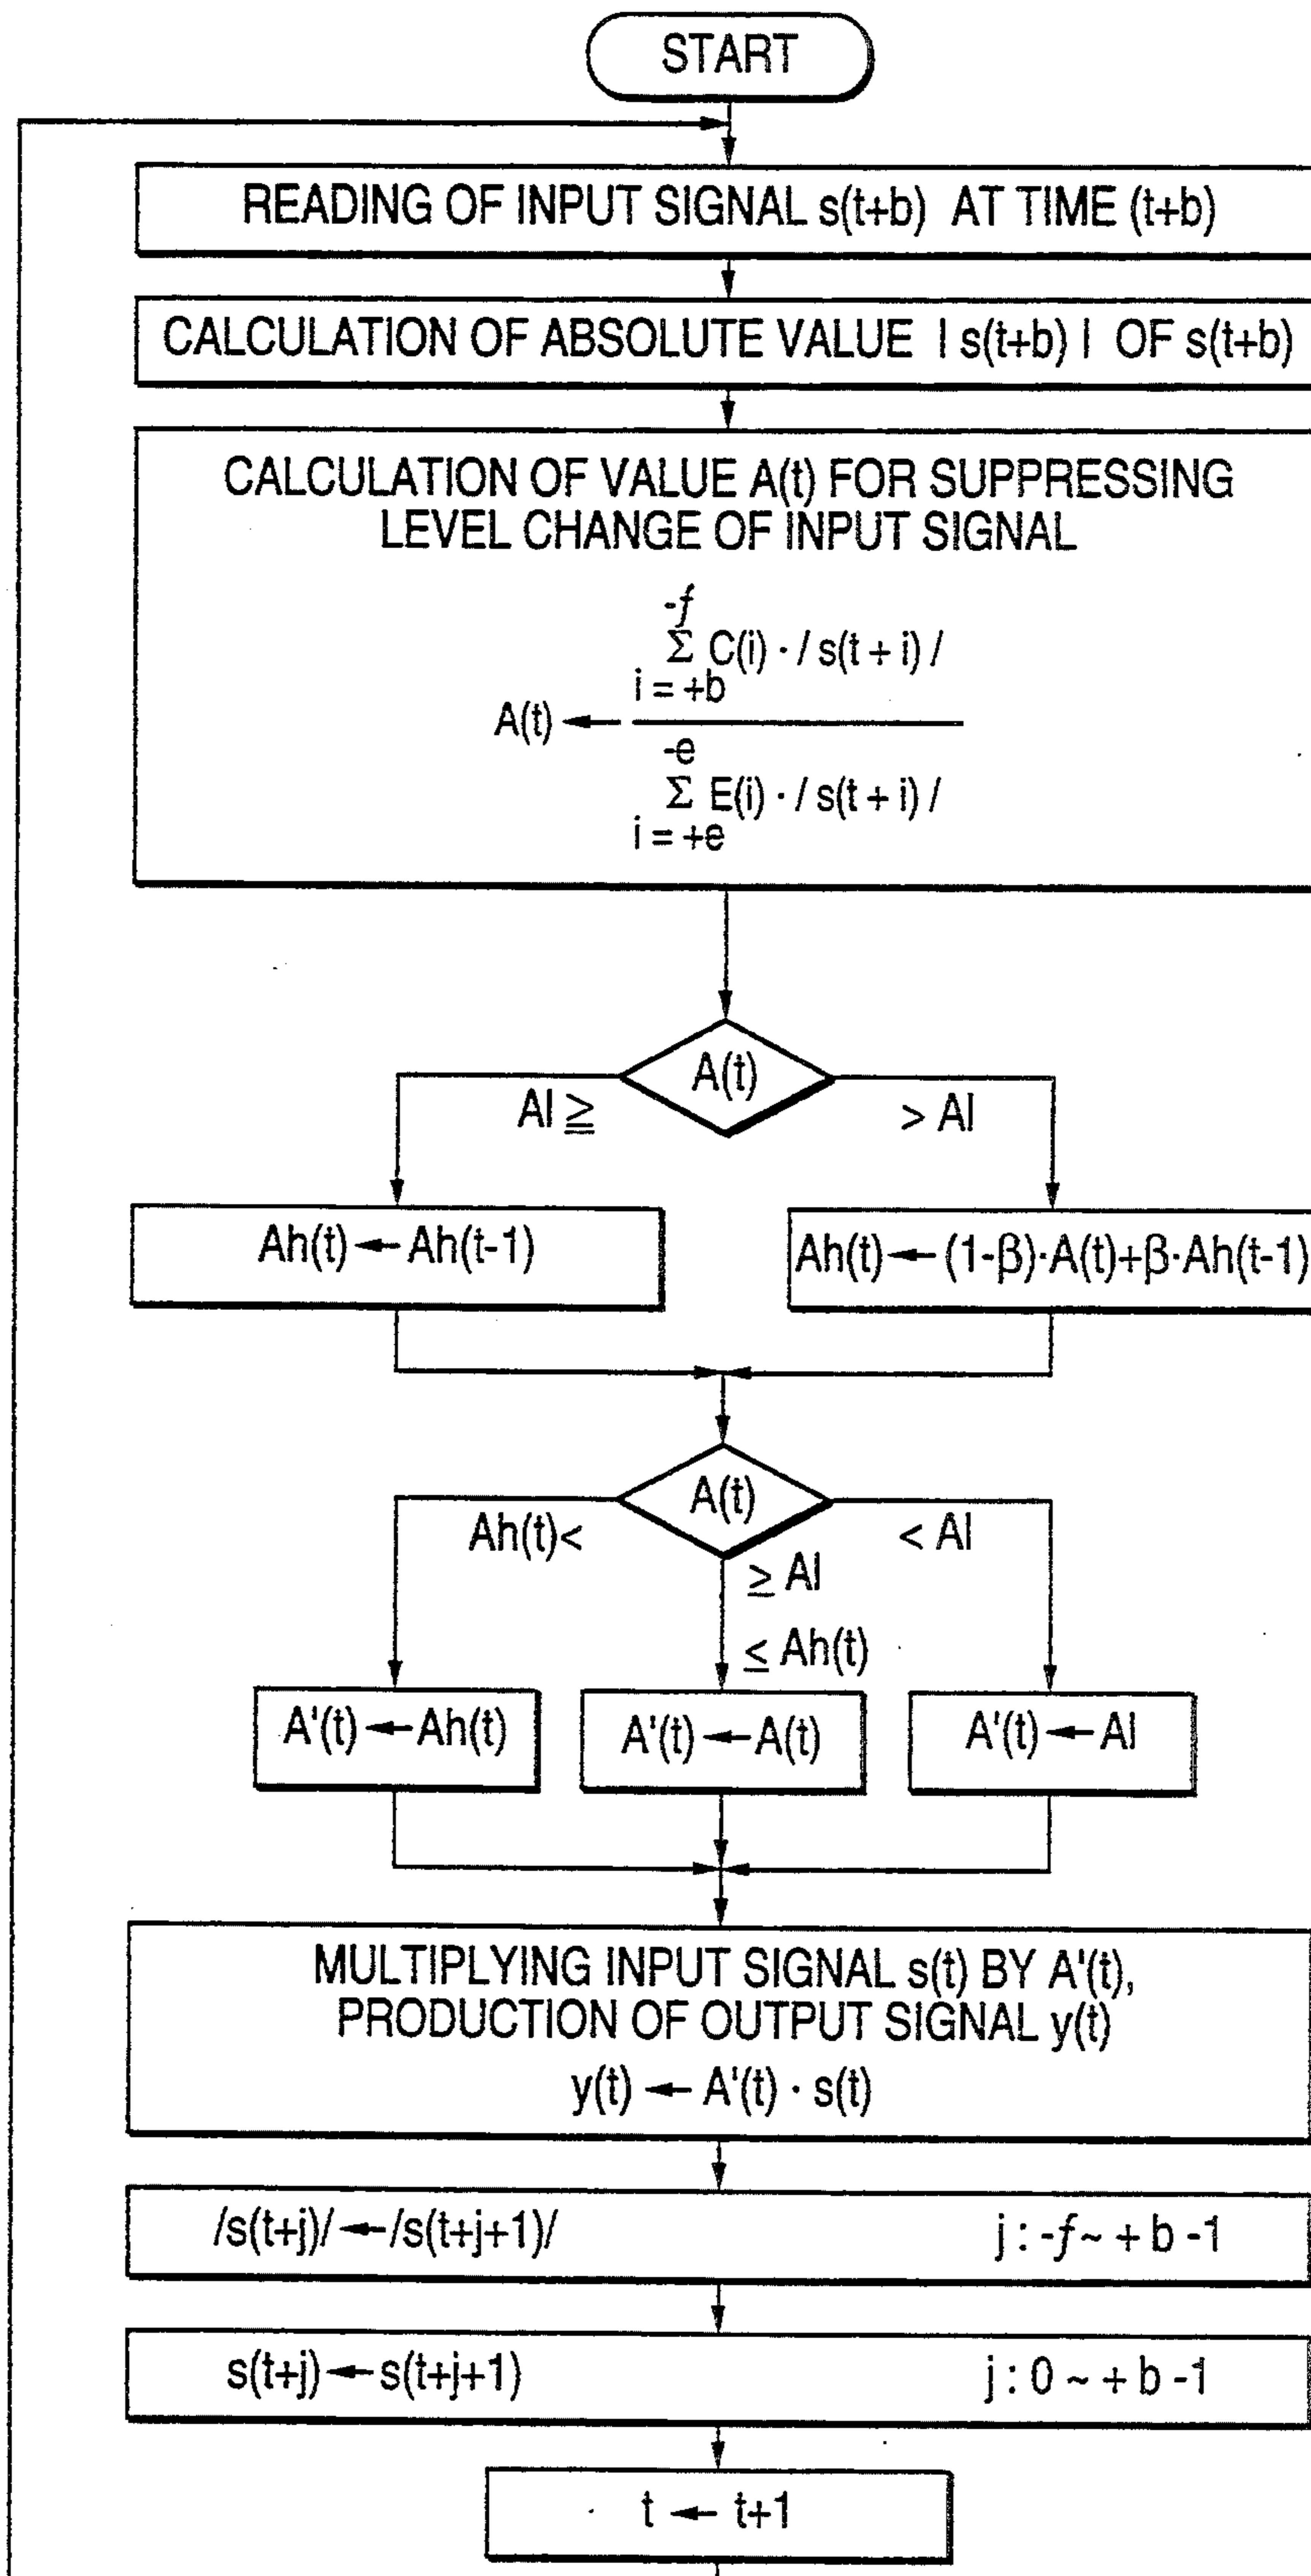 START
READING OF INPUT SIGNAL s(t+b) AT TIME (t+b)
CALCULATION OF ABSOLUTE VALUE | s(t+b) | OF s(t+b)
CALCULATION OF VALUE A(t) FOR SUPPRESSING
LEVEL CHANGE OF INPUT SIGNAL
-f
Σ C(i) · / s(t + i) /
i = +b
A(t) ←
-e
Σ E(i) · / s(t + i) /
i = +e
A(t)
Al ≧
> Al
Ah(t) ← Ah(t-1)
Ah(t) ← (1-β)·A(t)+β·Ah(t-1)
A(t)
Ah(t)<
< Al
≥ Al
≤ Ah(t)
A'(t) ← Ah(t)
A'(t) ← A(t)
A'(t) ← Al
MULTIPLYING INPUT SIGNAL s(t) BY A'(t),
PRODUCTION OF OUTPUT SIGNAL y(t)
y(t) ← A'(t) · s(t)
/s(t+j)/ ← /s(t+j+1)/ j : -f ~ + b -1
s(t+j) ← s(t+j+1) j : 0 ~ + b -1
t ← t+1